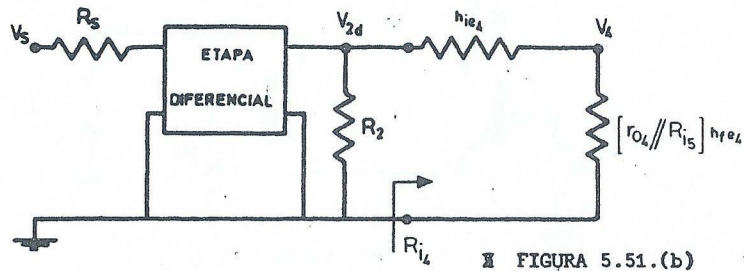 Vs
Rs
ETAPA
DIFERENCIAL
V2d
hie4
V4
R2
[ro4 // Ri5] hfe4
Ri4
FIGURA 5.51.(b)